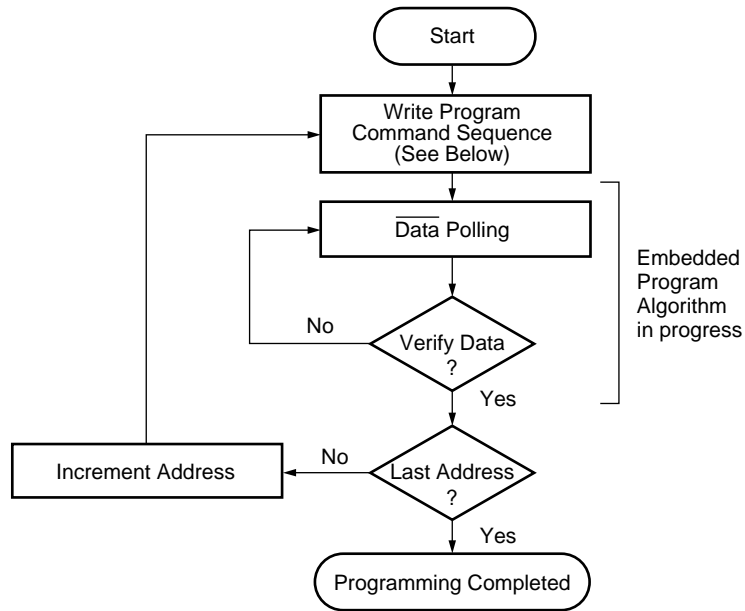 Start
Write Program
Command Sequence
(See Below)
Data Polling
Embedded
Program
Algorithm
in progress
No
Verify Data
?
Yes
Increment Address
No
Last Address
?
Yes
Programming Completed